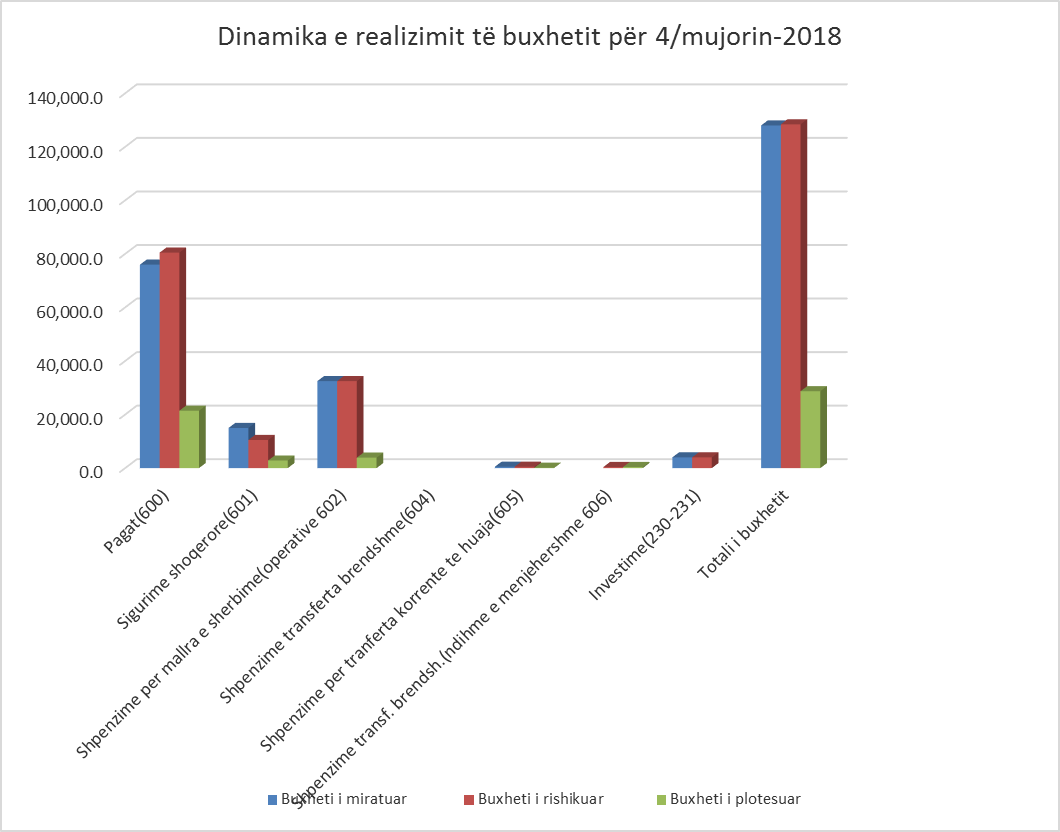 Dinamika e realizimit të buxhetit për 4/mujorin-2018
140,000.0
120,000.0
100,000.0
80,000.0
60,000.0
40,000.0
20,000.0
0.0
Pagat(600)
Sigurime shoqerore(601)
Shpenzime per mallra e sherbime(operative 602)
Shpenzime transferta brendshme(604)
Shpenzime per tranferta korrente te huaja(605)
Shpenzime transf. brendsh.(ndihme e menjehershme 606)
Investime(230-231)
Totali i buxhetit
Buxheti i miratuar
Buxheti i rishikuar
Buxheti i plotesuar